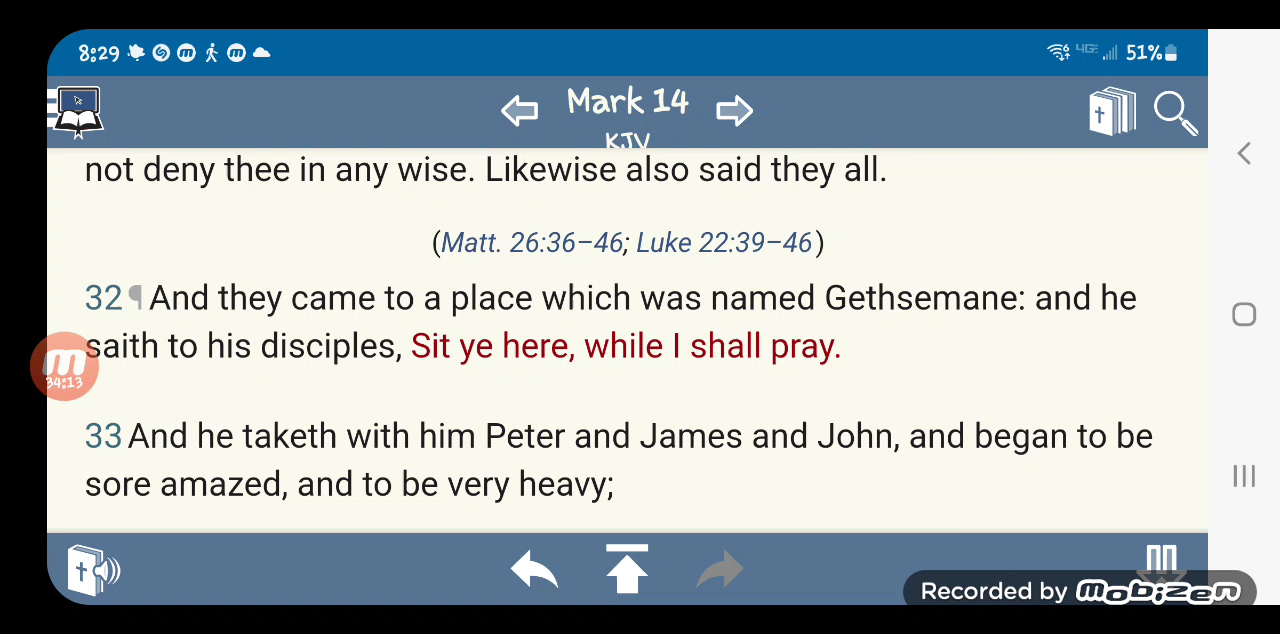 8:29 51%
Mark 14
KJV
not deny thee in any wise. Likewise also said they all.
(Matt. 26:36–46; Luke 22:39–46)
32 ¶ And they came to a place which was named Gethsemane: and he
saith to his disciples, Sit ye here, while I shall pray.
34:13
33 And he taketh with him Peter and James and John, and began to be
sore amazed, and to be very heavy;
Recorded by mobizen